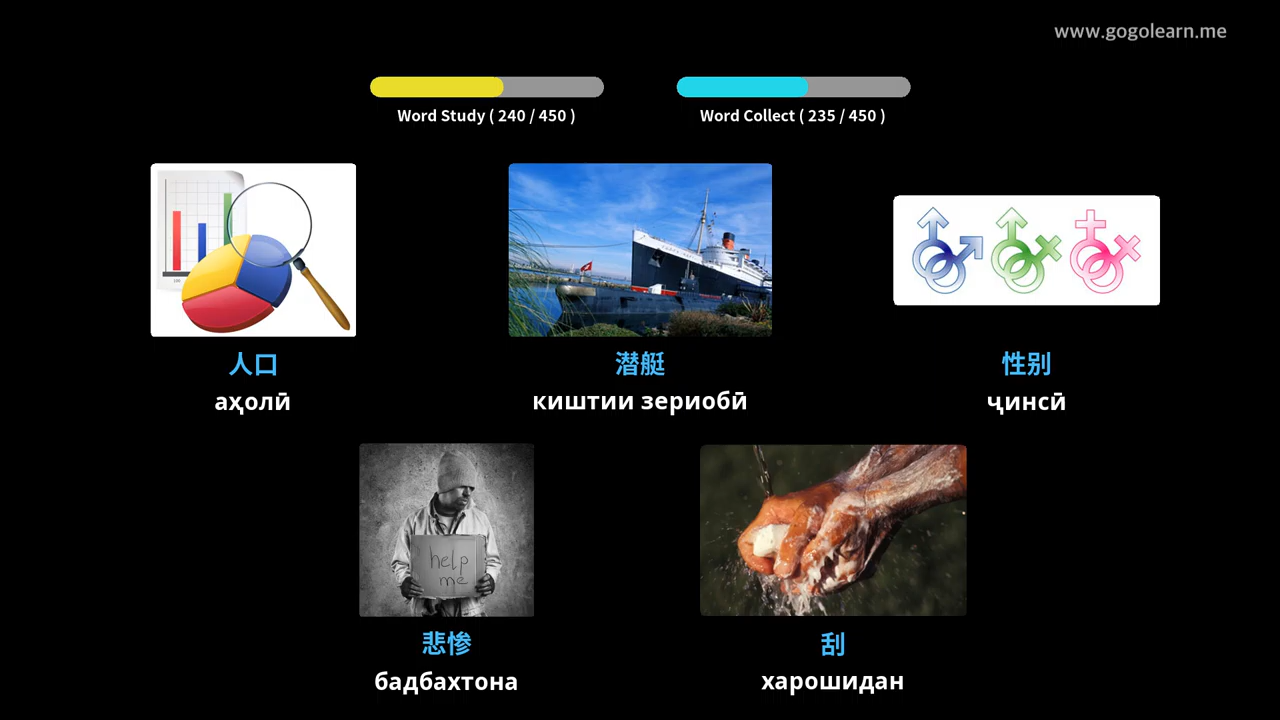 www.gogolearn.me
Word Study ( 240 / 450 )
Word Collect ( 235 / 450 )
人口
аҳолӣ
潜艇
киштии зериобӣ
性别
ҷинсӣ
help
me
悲惨
бадбахтона
刮
харошидан